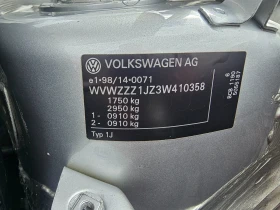 VOLKSWAGEN AG
e1-98/14-0071
WVWZZZ1JZ3W410358
1750 kg
2950 kg
1 - 0910 kg
2 - 0910 kg
Typ 1J